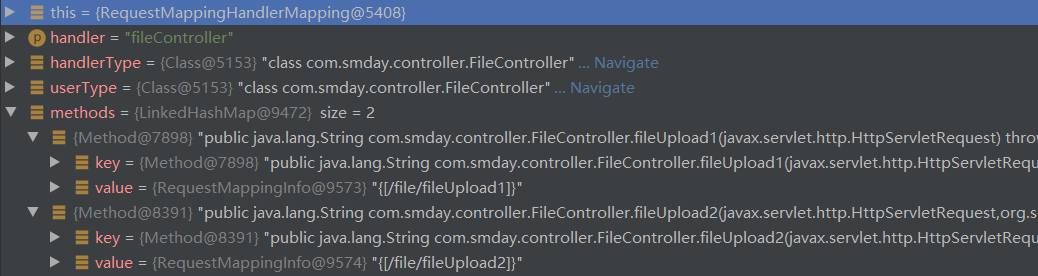 this = {RequestMappingHandlerMapping@5408}
p handler = "fileController"
handlerType = {Class@5153} "class com.smday.controller.FileController" ... Navigate
userType = {Class@5153} "class com.smday.controller.FileController" ... Navigate
methods = {LinkedHashMap@9472} size = 2
{Method@7898} "public java.lang.String com.smday.controller.FileController.fileUpload1(javax.servlet.http.HttpServletRequest) throw
key = {Method@7898} "public java.lang.String com.smday.controller.FileController.fileUpload1(javax.servlet.http.HttpServletRequ
value = {RequestMappingInfo@9573} "{[/file/fileUpload1]}"
{Method@8391} "public java.lang.String com.smday.controller.FileController.fileUpload2(javax.servlet.http.HttpServletRequest,org.s
key = {Method@8391} "public java.lang.String com.smday.controller.FileController.fileUpload2(javax.servlet.http.HttpServletRequ
value = {RequestMappingInfo@9574} "{[/file/fileUpload2]}"